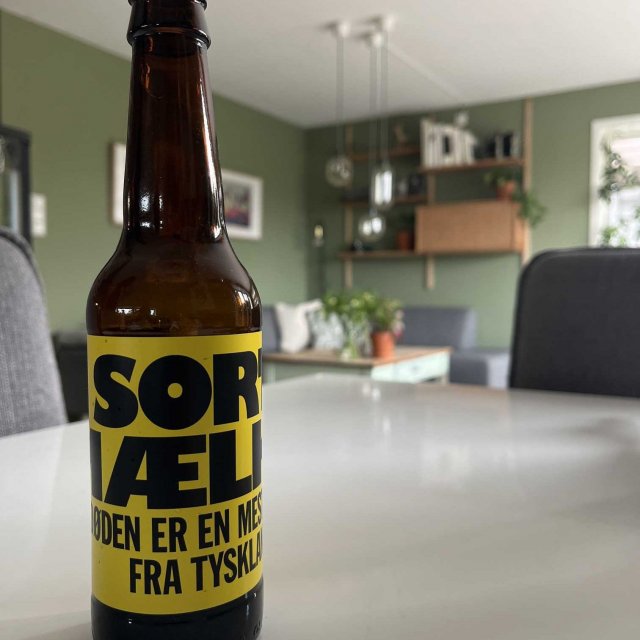 SOR
ÆL
ØDEN ER EN MES
FRA TYSKLA